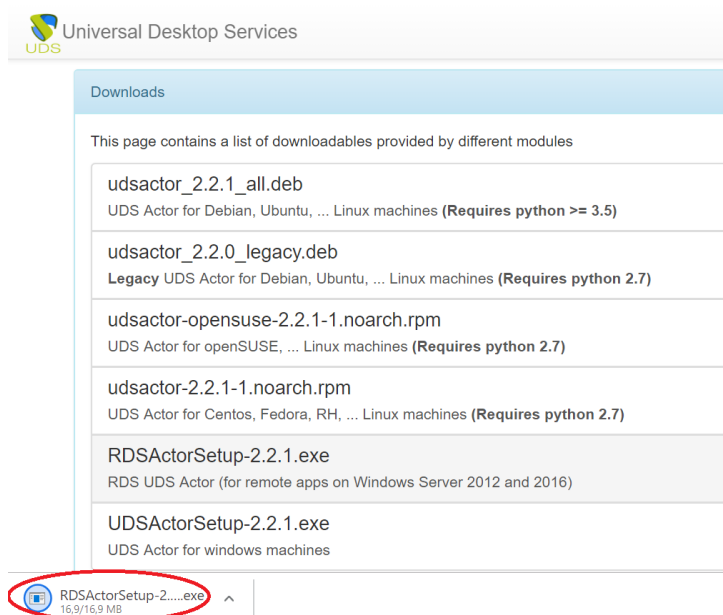 Universal Desktop Services
UDS
Downloads
This page contains a list of downloadables provided by different modules
udsactor_2.2.1_all.deb
UDS Actor for Debian, Ubuntu, ... Linux machines (Requires python >= 3.5)
udsactor_2.2.0_legacy.deb
Legacy UDS Actor for Debian, Ubuntu, ... Linux machines (Requires python 2.7)
udsactor-opensuse-2.2.1-1.noarch.rpm
UDS Actor for openSUSE, ... Linux machines (Requires python 2.7)
udsactor-2.2.1-1.noarch.rpm
UDS Actor for Centos, Fedora, RH, ... Linux machines (Requires python 2.7)
RDSActorSetup-2.2.1.exe
RDS UDS Actor (for remote apps on Windows Server 2012 and 2016)
UDSActorSetup-2.2.1.exe
UDS Actor for windows machines
RDSActorSetup-2.....exe
16,9/16,9 MB